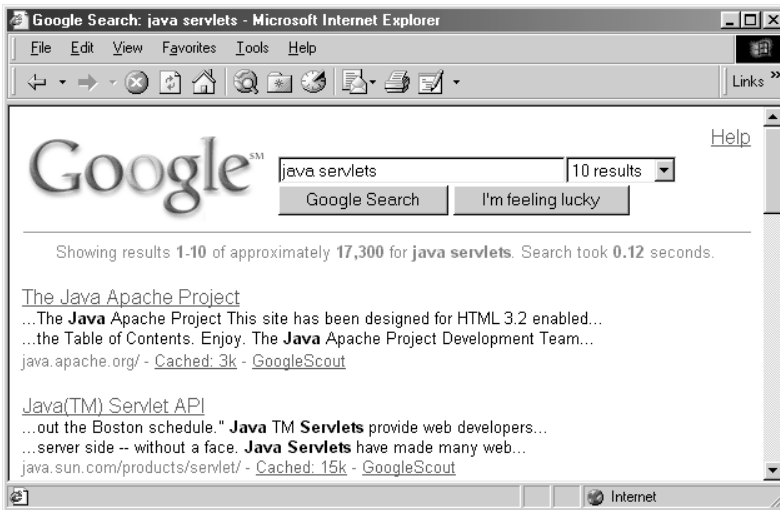 Google Search: java servlets - Microsoft Internet Explorer
File Edit View Favorites Tools Help
Links »
Help
Google SM
java servlets 10 results
Google Search I'm feeling lucky
Showing results 1-10 of approximately 17,300 for java servlets. Search took 0.12 seconds.
The Java Apache Project
...The Java Apache Project This site has been designed for HTML 3.2 enabled...
...the Table of Contents. Enjoy. The Java Apache Project Development Team...
java.apache.org/ - Cached: 3k - GoogleScout
Java(TM) Servlet API
...out the Boston schedule." Java TM Servlets provide web developers...
...server side -- without a face. Java Servlets have made many web...
java.sun.com/products/servlet/ - Cached: 15k - GoogleScout
Internet